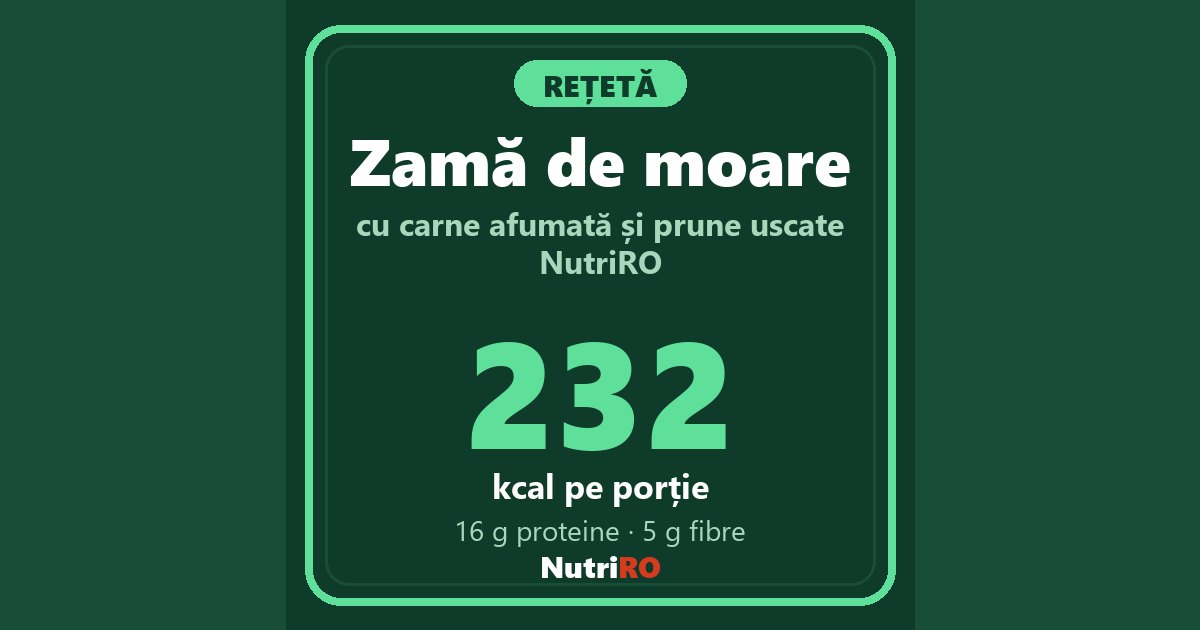 REȚETĂ
Zamă de moare
cu carne afumată și prune uscate
NutriRO
232
kcal pe porție
16 g proteine · 5 g fibre
NutriRO